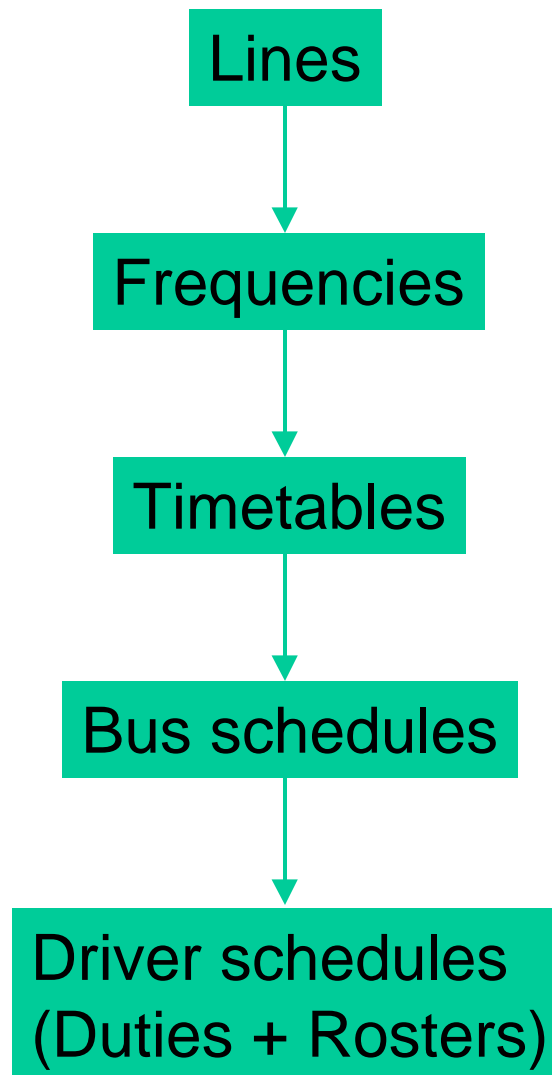 Lines
Frequencies
Timetables
Bus schedules
Driver schedules
(Duties + Rosters)